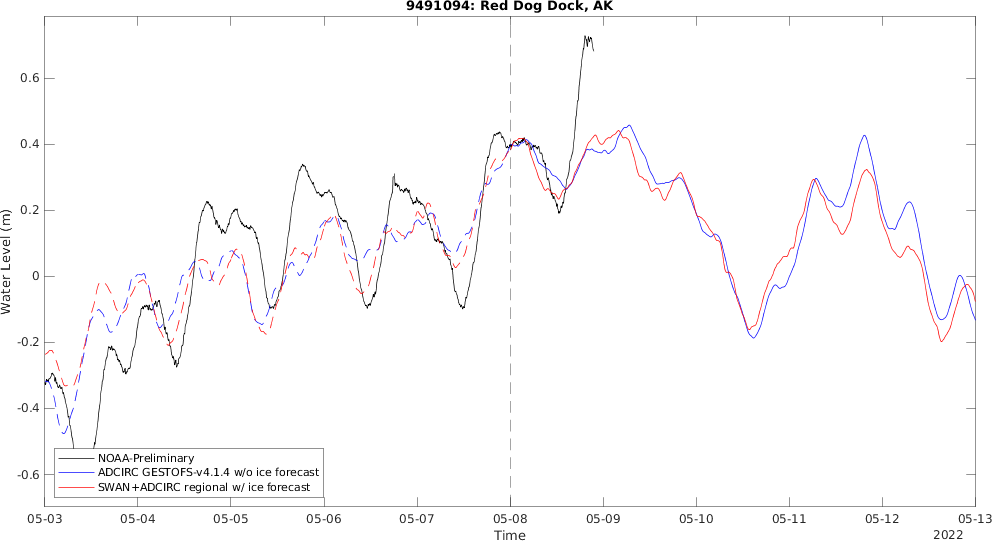 9491094: Red Dog Dock, AK
Water Level (m)
0.6
0.4
0.2
0
-0.2
-0.4
-0.6
NOAA-Preliminary
ADCIRC GESTOFS-v4.1.4 w/o ice forecast
SWAN+ADCIRC regional w/ ice forecast
05-03 05-04 05-05 05-06 05-07 05-08 05-09 05-10 05-11 05-12 05-13
Time
2022